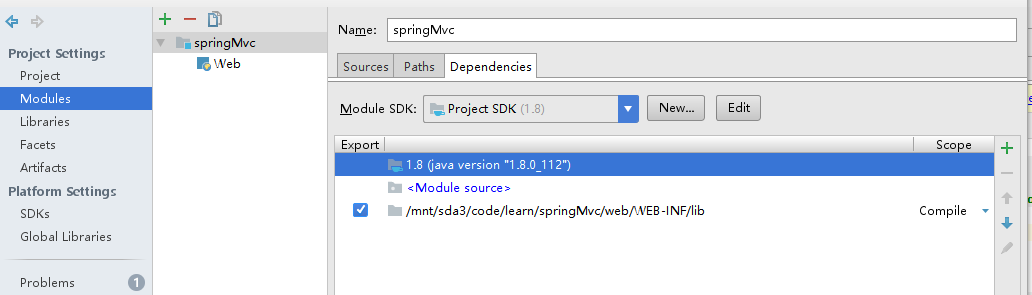 Project Settings
Project
Modules
Libraries
Facets
Artifacts
Platform Settings
SDKs
Global Libraries
Problems 1
springMvc
Web
Name: springMvc
Sources Paths Dependencies
Module SDK: Project SDK (1.8) New... Edit
Export Scope
1.8 (java version "1.8.0_112")
<Module source>
/mnt/sda3/code/learn/springMvc/web/WEB-INF/lib Compile